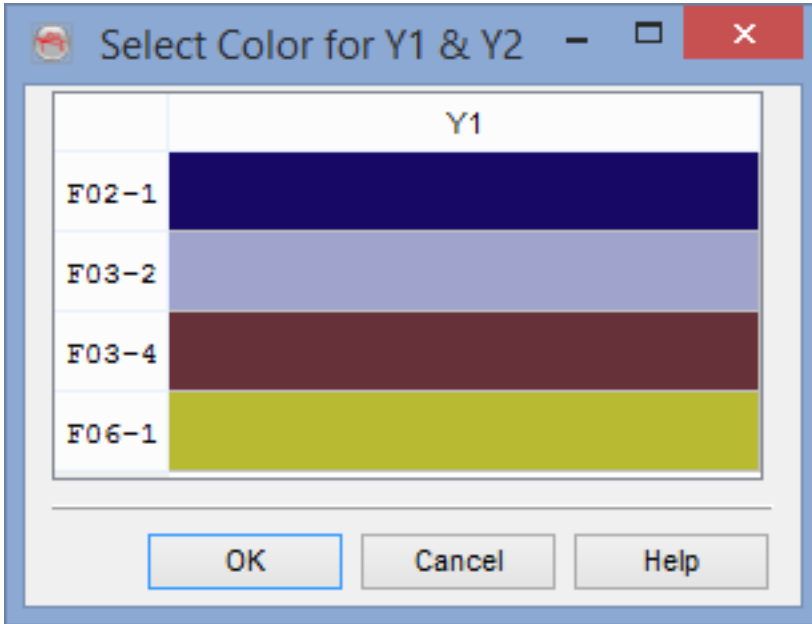 Select Color for Y1 & Y2
Y1
F02-1
F03-2
F03-4
F06-1
OK Cancel Help